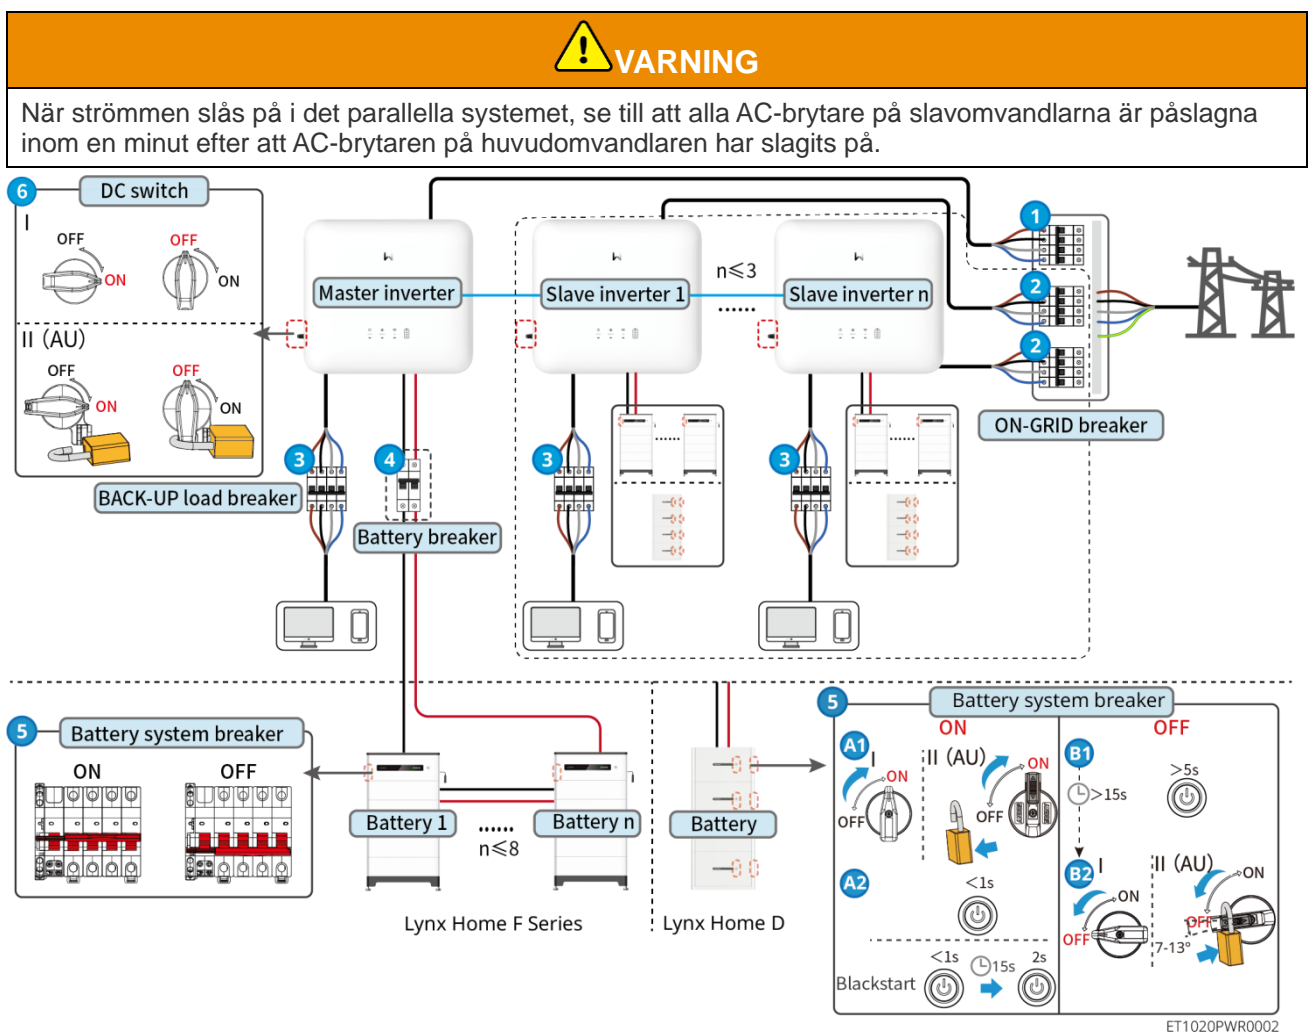 VARNING
När strömmen slås på i det parallella systemet, se till att alla AC-brytare på slavomvandlarna är påslagna
inom en minut efter att AC-brytaren på huvudomvandlaren har slagits på.
6 DC switch
I
OFF
ON
OFF
ON
II (AU)
OFF
ON
OFF
ON
Master inverter
Slave inverter 1
n≤3
......
Slave inverter n
1
2
2
ON-GRID breaker
3
BACK-UP load breaker
4
Battery breaker
3
......
3
......
5 Battery system breaker
ON
OFF
Battery 1
......
n≤8
Battery n
Lynx Home F Series
Battery
Lynx Home D
5 Battery system breaker
ON
A1
I
ON
OFF
II (AU)
ON
OFF
A2
<1s
Blackstart
<1s
15s
2s
OFF
B1
>5s
>15s
B2
I
ON
OFF
II (AU)
ON
OFF
7-13°
ET1020PWR0002